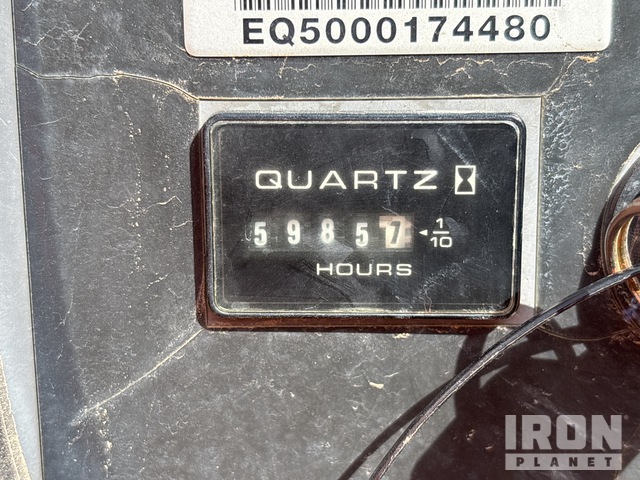 EQ5000174480
QUARTZ
59857 ◄ 1/10
HOURS
IRON
PLANET